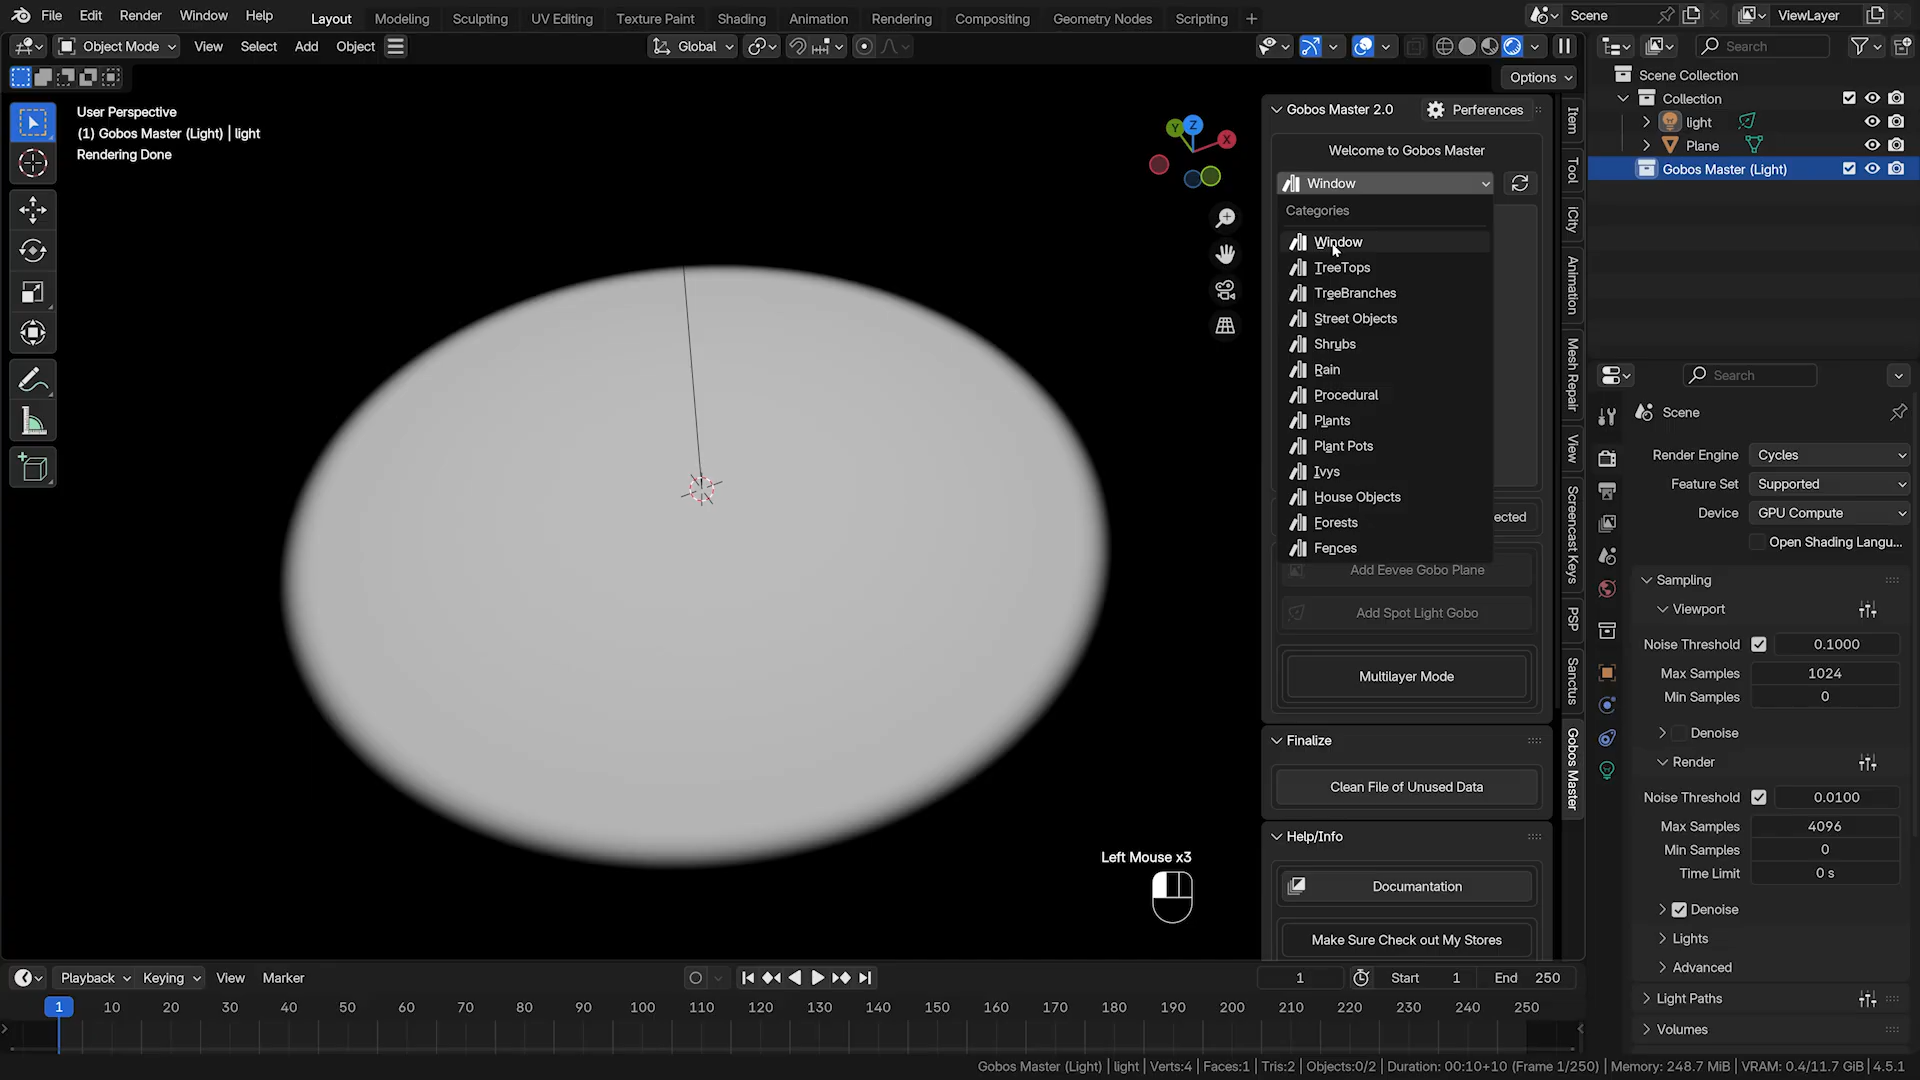 File Edit Render Window Help
Layout Modeling Sculpting UV Editing Texture Paint Shading Animation Rendering Compositing Geometry Nodes Scripting +
Scene
ViewLayer
Object Mode View Select Add Object
Global
Search
Options
User Perspective
(1) Gobos Master (Light) | light
Rendering Done
Y Z X
Gobos Master 2.0
Preferences
Welcome to Gobos Master
Window
Categories
Window
TreeTops
TreeBranches
Street Objects
Shrubs
Rain
Procedural
Plants
Plant Pots
Ivys
House Objects
Forests
Fences
ected
Add Eevee Gobo Plane
Add Spot Light Gobo
Multilayer Mode
Finalize
Clean File of Unused Data
Help/Info
Documantation
Make Sure Check out My Stores
Left Mouse x3
Item
Tool
iCity
Animation
Mesh Repair
View
Screencast Keys
PSP
Sanctus
Gobos Master
Scene Collection
Collection
light
Plane
Gobos Master (Light)
Search
Scene
Render Engine Cycles
Feature Set Supported
Device GPU Compute
Open Shading Langu...
Sampling
Viewport
Noise Threshold 0.1000
Max Samples 1024
Min Samples 0
Denoise
Render
Noise Threshold 0.0100
Max Samples 4096
Min Samples 0
Time Limit 0 s
Denoise
Lights
Advanced
Light Paths
Volumes
Playback Keying View Marker
1 Start 1 End 250
1 10 20 30 40 50 60 70 80 90 100 110 120 130 140 150 160 170 180 190 200 210 220 230 240 250
Gobos Master (Light) | light | Verts:4 | Faces:1 | Tris:2 | Objects:0/2 | Duration: 00:10+10 (Frame 1/250) | Memory: 248.7 MiB | VRAM: 0.4/11.7 GiB | 4.5.1